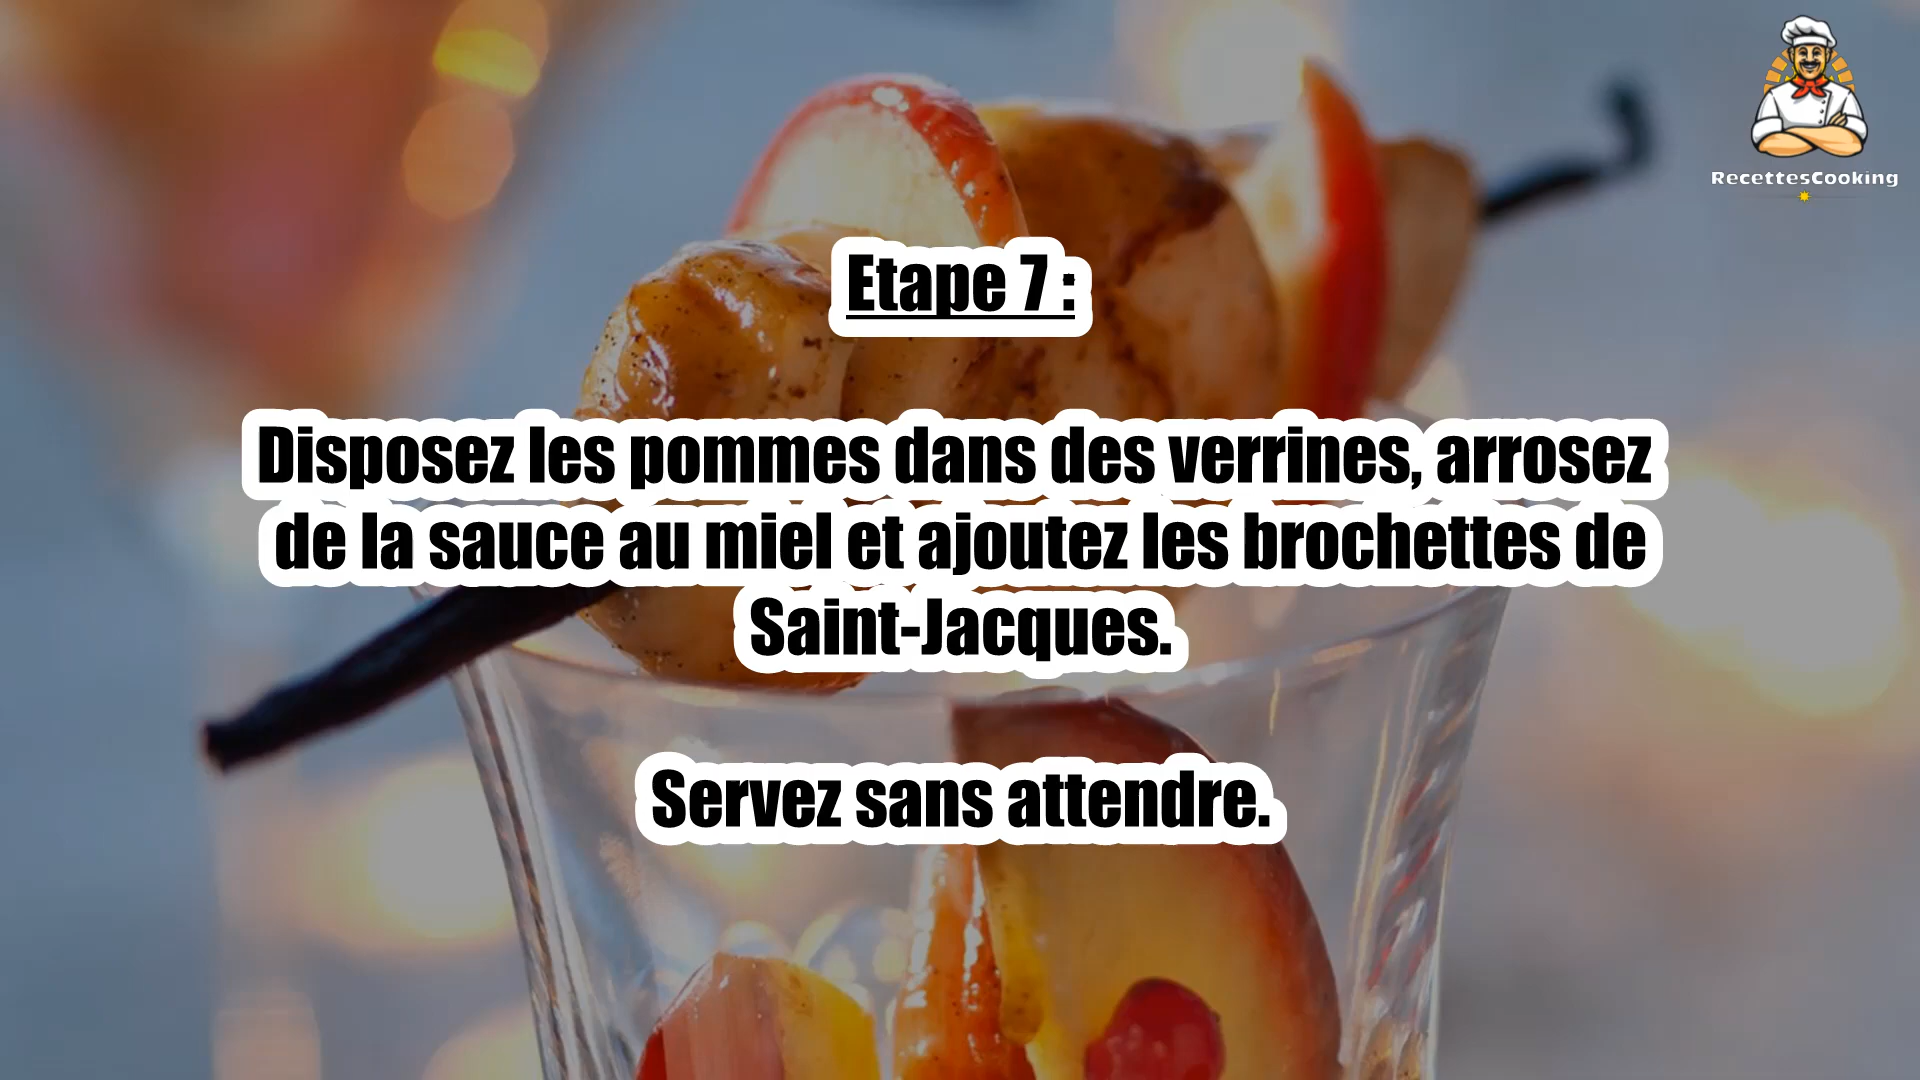 RecettesCooking
Etape 7 :
Disposez les pommes dans des verrines, arrosez
de la sauce au miel et ajoutez les brochettes de
Saint-Jacques.
Servez sans attendre.